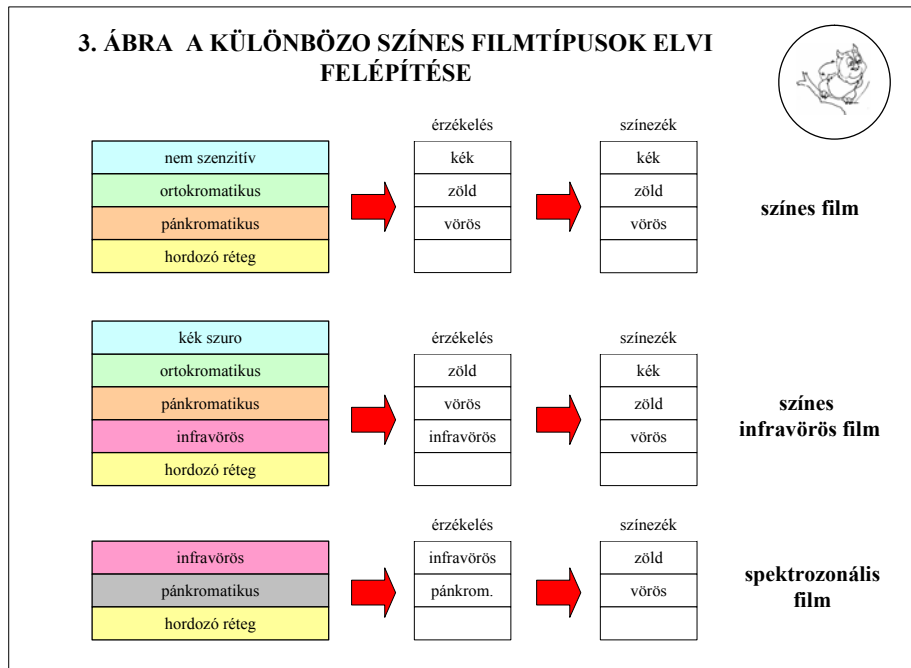 3. ÁBRA A KÜLÖNBÖZO SZÍNES FILMTÍPUSOK ELVI
FELÉPÍTÉSE
érzékelés
színezék
nem szenzitív
ortokromatikus
pánkromatikus
hordozó réteg
kék
zöld
vörös
kék
zöld
vörös
színes film
érzékelés
színezék
kék szuro
ortokromatikus
pánkromatikus
infravörös
hordozó réteg
zöld
vörös
infravörös
kék
zöld
vörös
színes
infravörös film
érzékelés
színezék
infravörös
pánkromatikus
hordozó réteg
infravörös
pánkrom.
zöld
vörös
spektrozonális
film